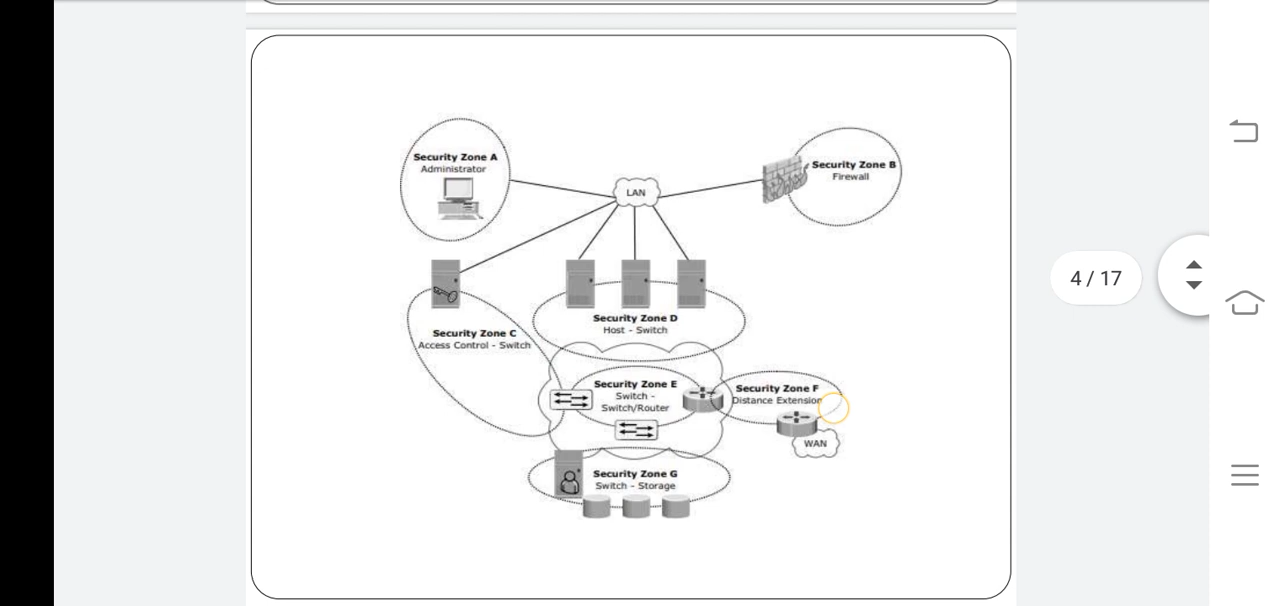 Security Zone A
Administrator
LAN
Security Zone B
Firewall
Security Zone C
Access Control - Switch
Security Zone D
Host - Switch
Security Zone E
Switch -
Switch/Router
Security Zone F
Distance Extension
WAN
Security Zone G
Switch - Storage
4 / 17